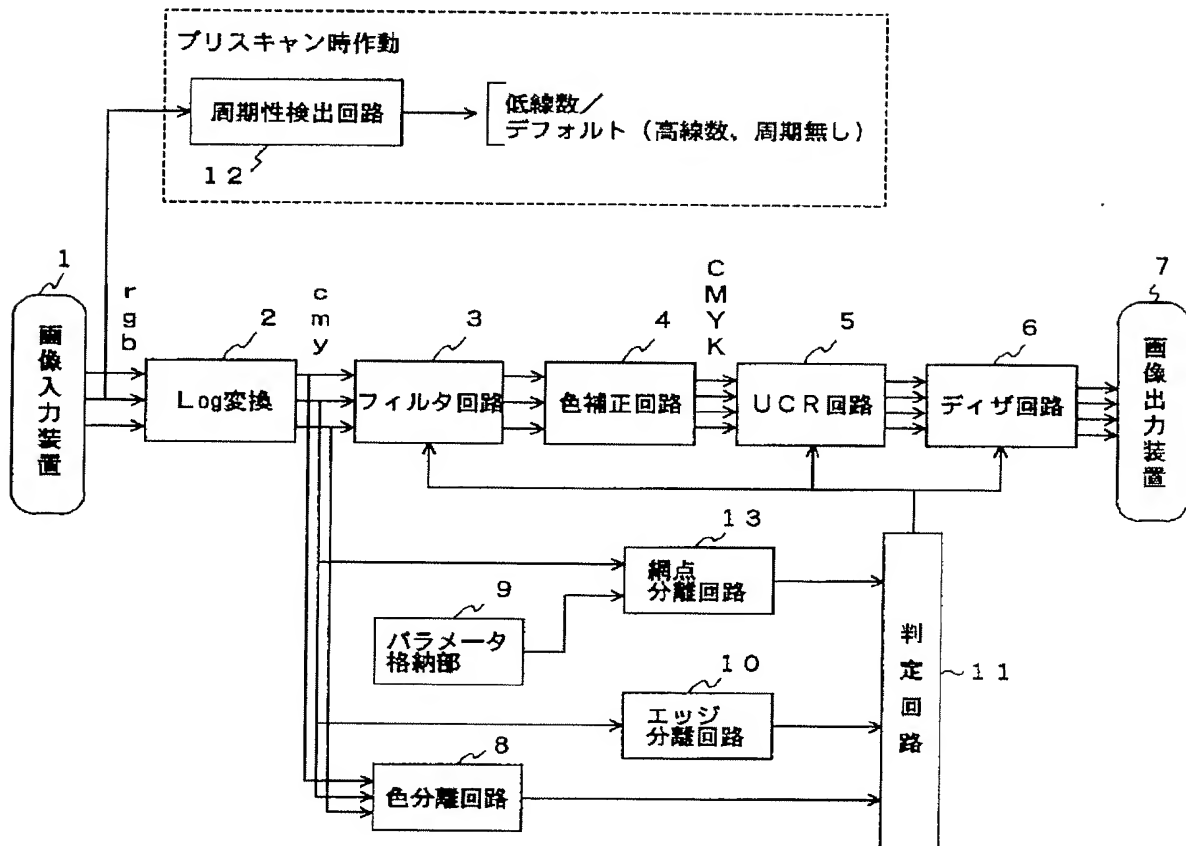 プリスキャン時作動
周期性検出回路
低線数/
デフォルト(高線数、周期無し)
12
1
画像入力装置
rgb
2
Log変換
cmy
3
フィルタ回路
4
色補正回路
CMYK
5
UCR回路
6
ディザ回路
7
画像出力装置
13
網点
分離回路
9
パラメータ
格納部
10
エッジ
分離回路
8
色分離回路
判定回路
11